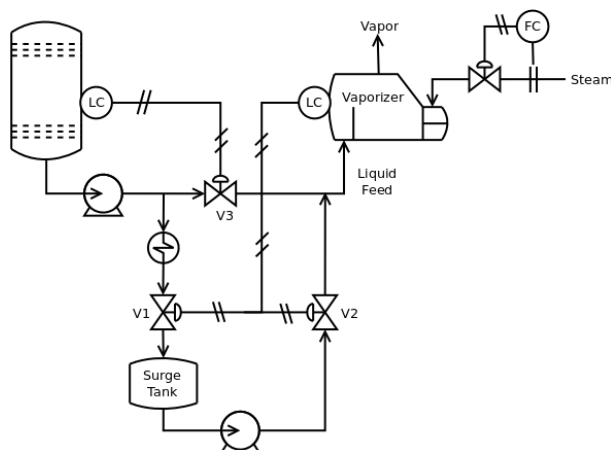 Vapor
FC
Steam
LC
LC
Vaporizer
Liquid
Feed
V3
V1
V2
Surge
Tank